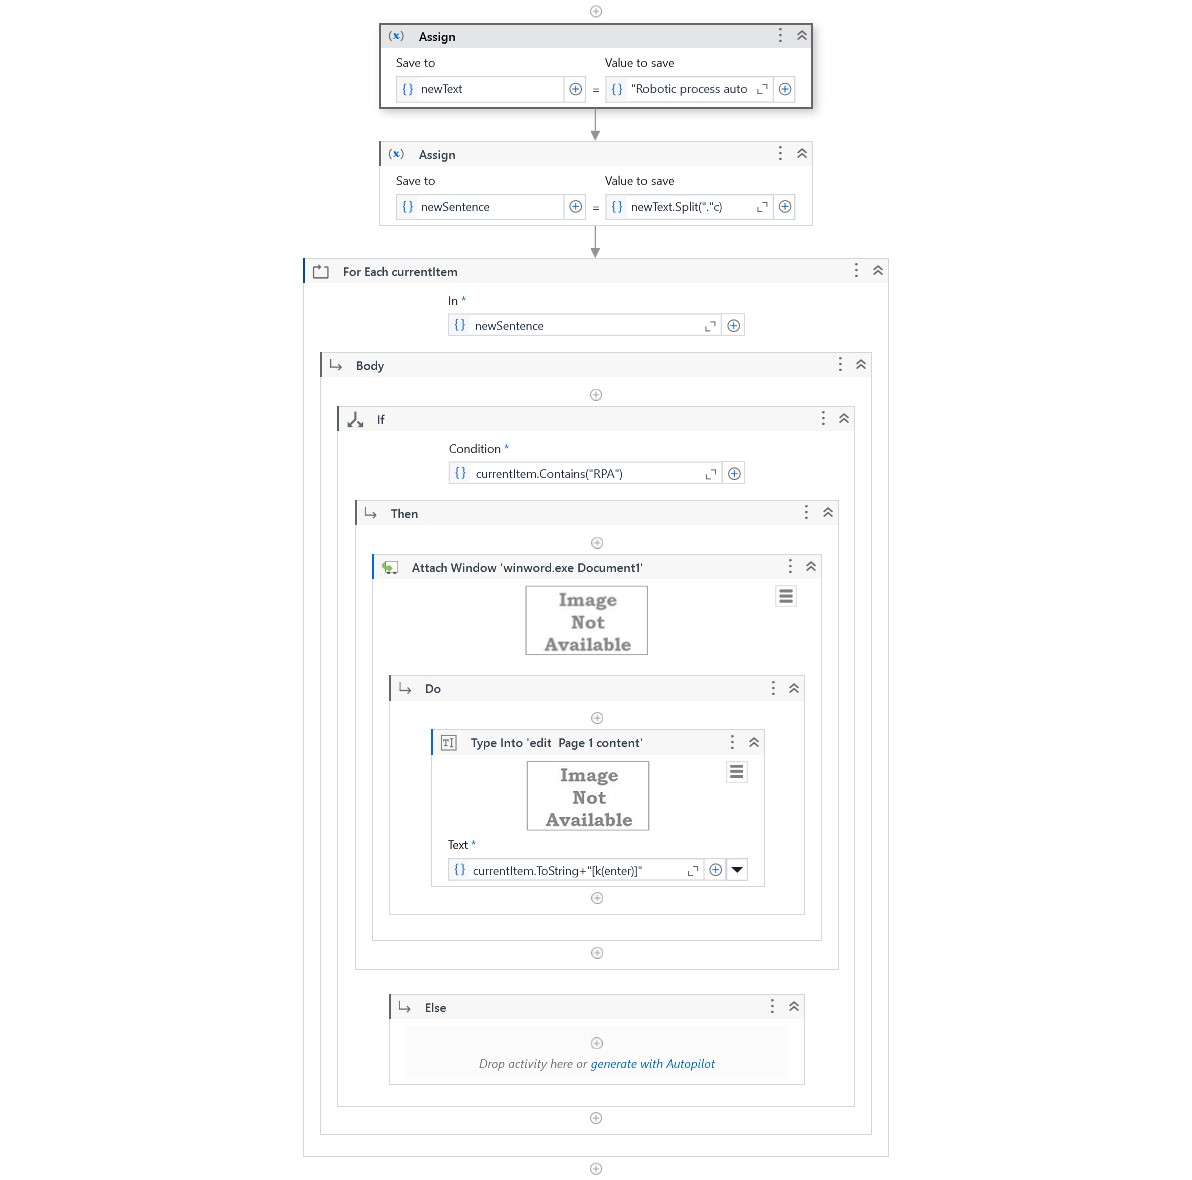 (x) Assign
Save to Value to save
{} newText = {} "Robotic process auto
(x) Assign
Save to Value to save
{} newSentence = {} newText.Split("."c)
For Each currentItem
In *
{} newSentence
Body
If
Condition *
{} currentItem.Contains("RPA")
Then
Attach Window 'winword.exe Document1'
Image
Not
Available
Do
TI Type Into 'edit Page 1 content'
Image
Not
Available
Text *
{} currentItem.ToString+"[k(enter)]"
Else
Drop activity here or generate with Autopilot